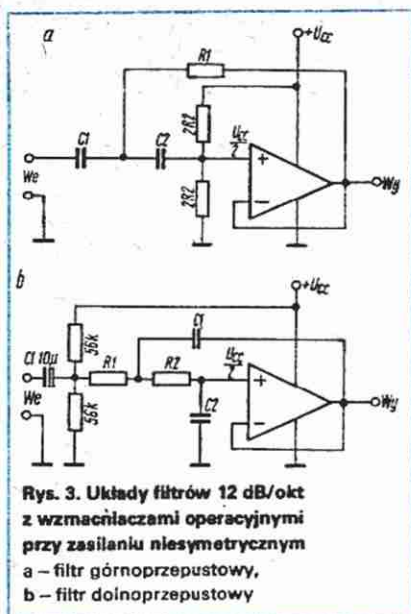 a
+Ucc
R1
2R2
C1
C2
Ucc
2
+
We
2R2
−
Wy
b
+Ucc
C1
56k
C1 10μ
R1
R2
Ucc
2
+
We
56k
C2
−
Wy
Rys. 3. Układy filtrów 12 dB/okt
z wzmacniaczami operacyjnymi
przy zasilaniu niesymetrycznym
a – filtr górnoprzepustowy,
b – filtr dolnoprzepustowy